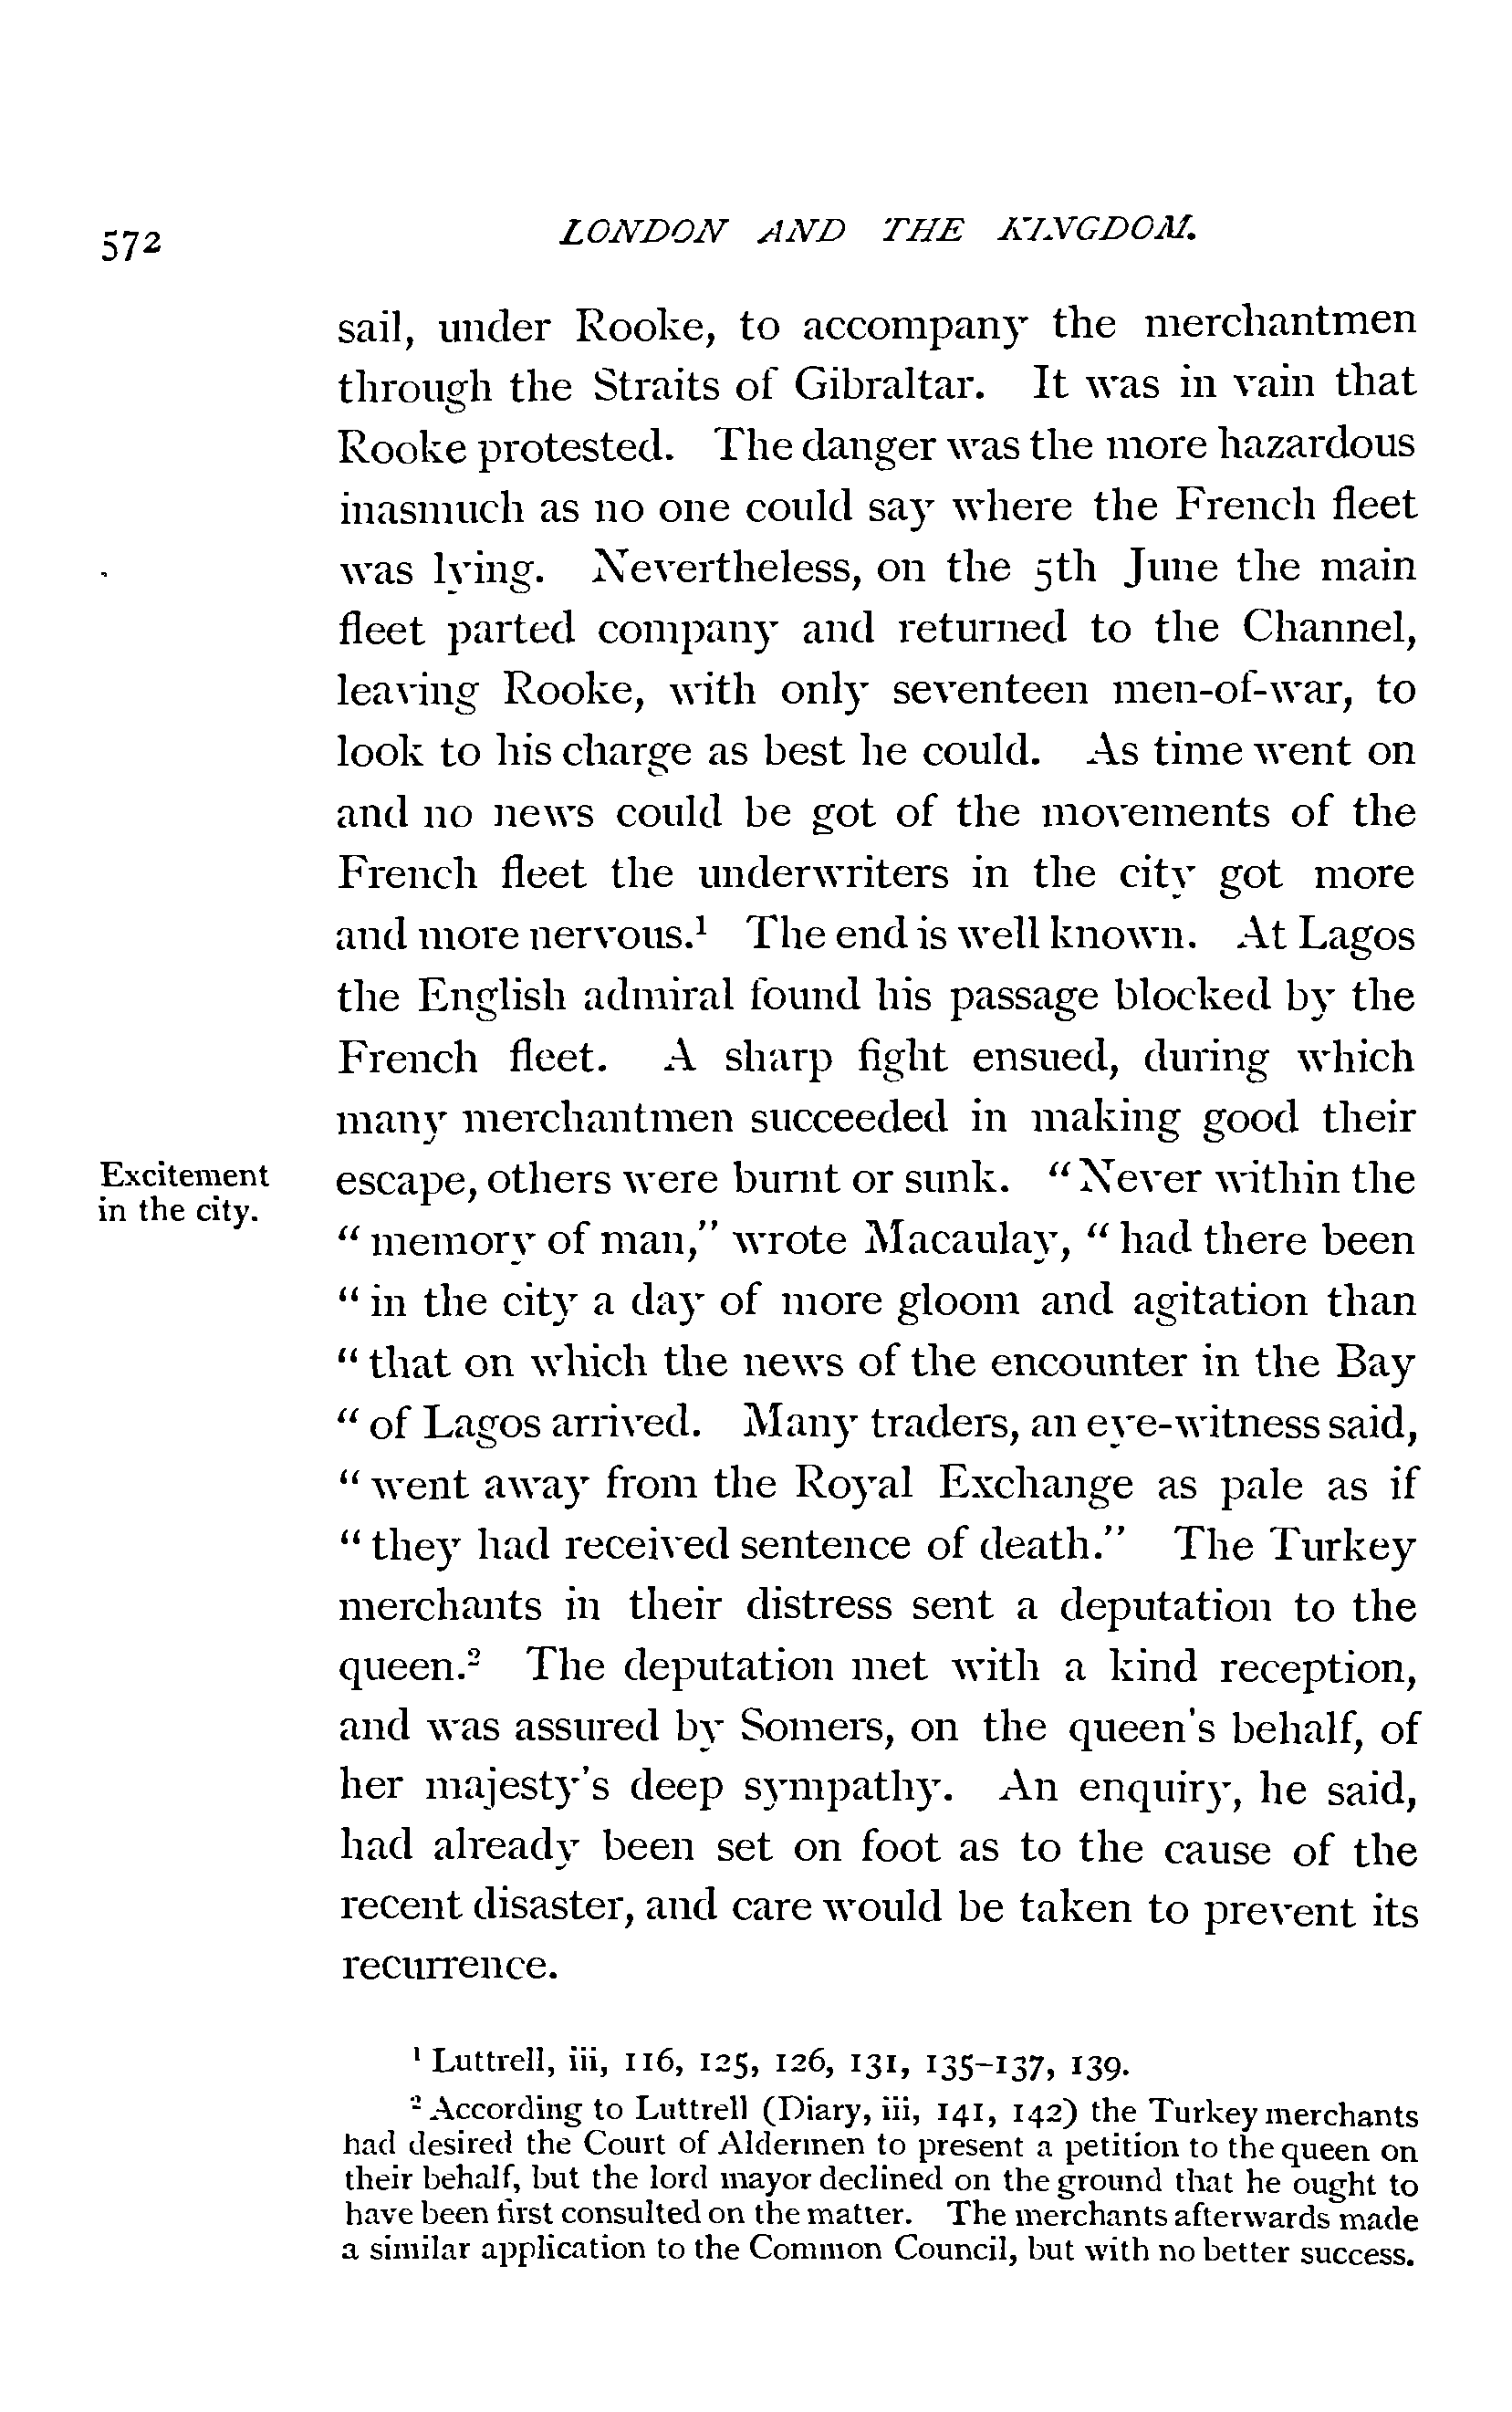 572
LONDON AND THE KINGDOM.
sail, under Rooke, to accompany the merchantmen
through the Straits of Gibraltar. It was in vain that
Rooke protested. The danger was the more hazardous
inasmuch as no one could say where the French fleet
was lying. Nevertheless, on the 5th June the main
fleet parted company and returned to the Channel,
leaving Rooke, with only seventeen men-of-war, to
look to his charge as best he could. As time went on
and no news could be got of the movements of the
French fleet the underwriters in the city got more
and more nervous.¹ The end is well known. At Lagos
the English admiral found his passage blocked by the
French fleet. A sharp fight ensued, during which
many merchantmen succeeded in making good their
Excitement
in the city.
escape, others were burnt or sunk. "Never within the
"memory of man," wrote Macaulay, "had there been
"in the city a day of more gloom and agitation than
"that on which the news of the encounter in the Bay
"of Lagos arrived. Many traders, an eye-witness said,
"went away from the Royal Exchange as pale as if
"they had received sentence of death." The Turkey
merchants in their distress sent a deputation to the
queen.² The deputation met with a kind reception,
and was assured by Somers, on the queen's behalf, of
her majesty's deep sympathy. An enquiry, he said,
had already been set on foot as to the cause of the
recent disaster, and care would be taken to prevent its
recurrence.
¹ Luttrell, iii, 116, 125, 126, 131, 135-137, 139.
² According to Luttrell (Diary, iii, 141, 142) the Turkey merchants
had desired the Court of Aldermen to present a petition to the queen on
their behalf, but the lord mayor declined on the ground that he ought to
have been first consulted on the matter. The merchants afterwards made
a similar application to the Common Council, but with no better success.